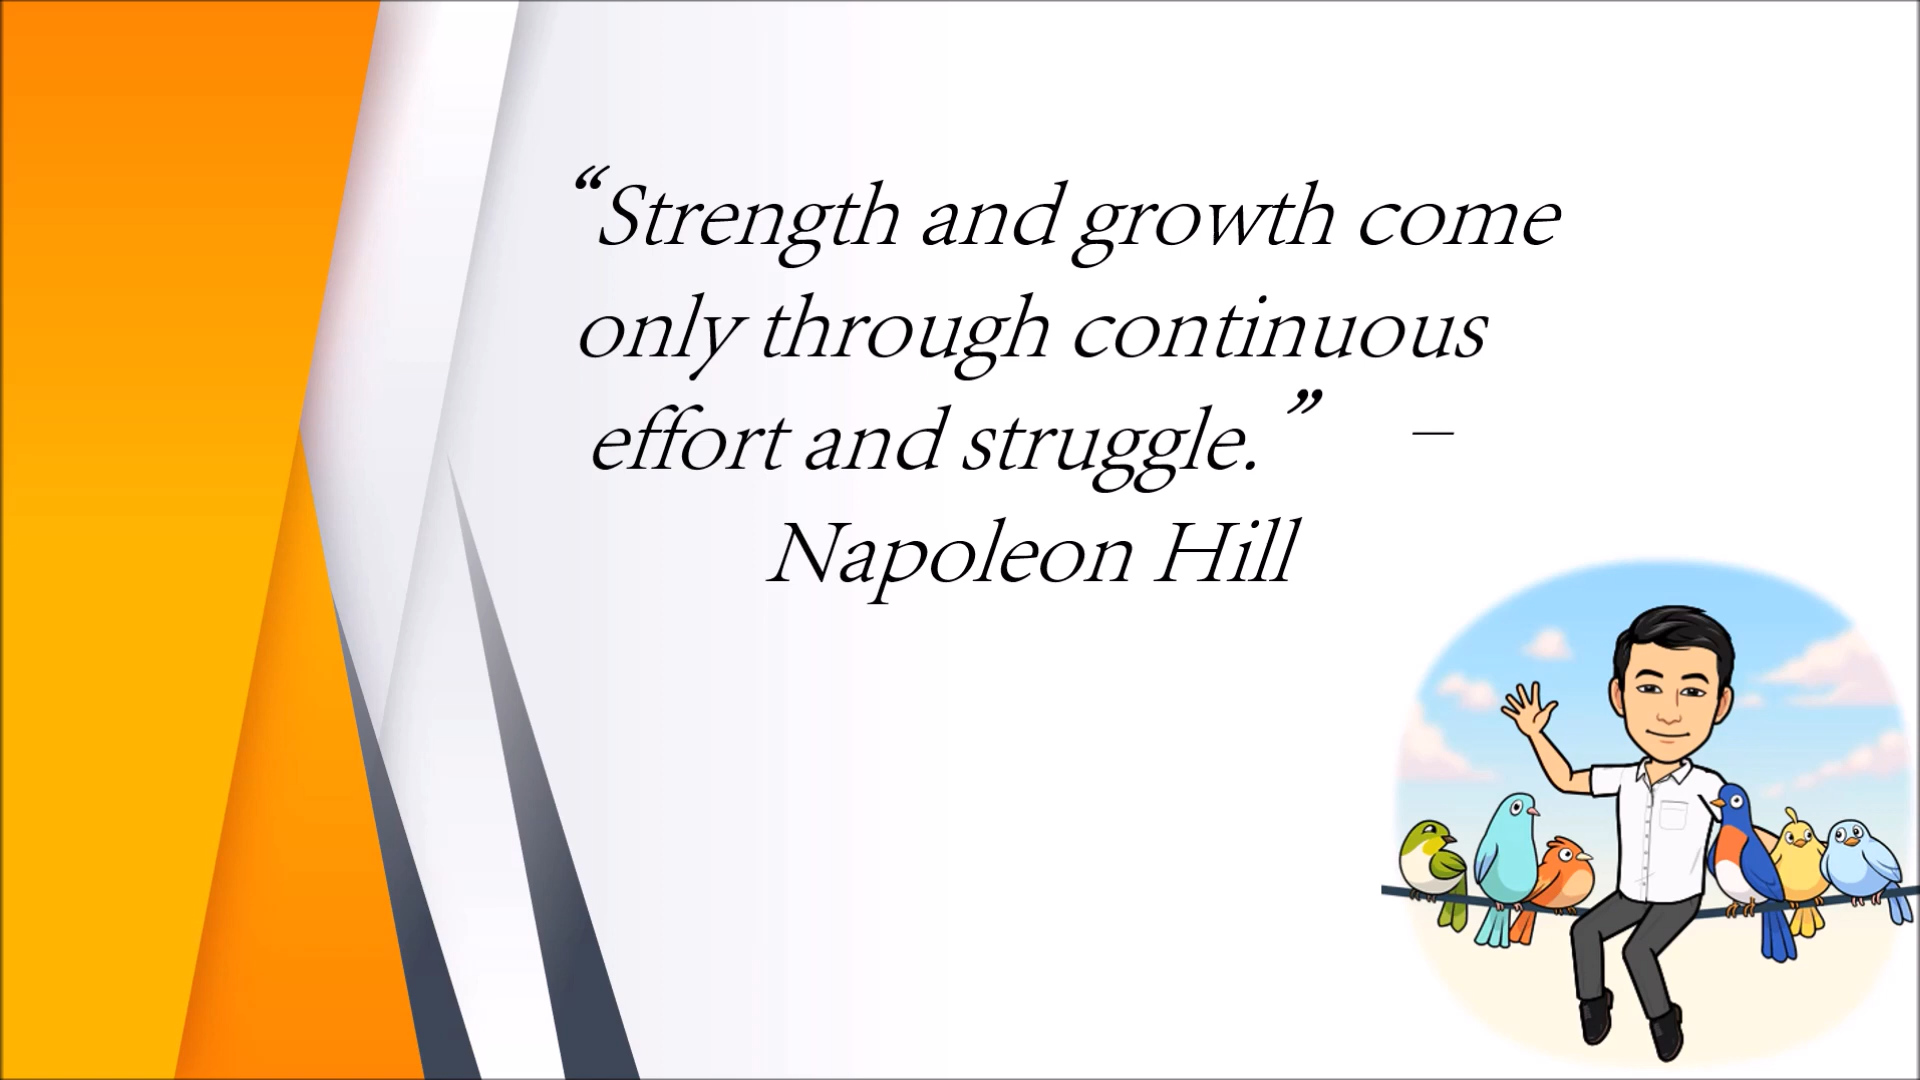 “Strength and growth come
only through continuous
effort and struggle.” –
Napoleon Hill